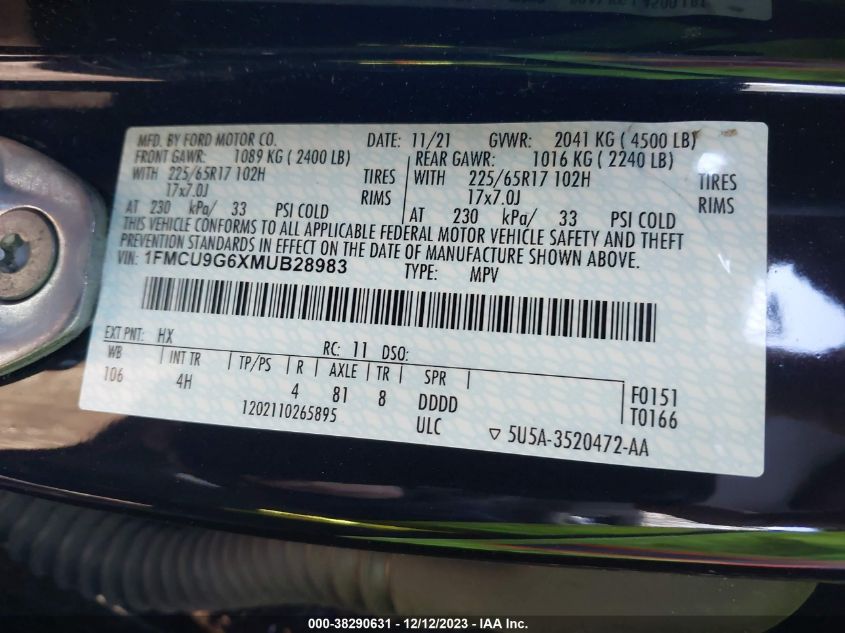 MFD. BY FORD MOTOR CO. DATE: 11/21 GVWR: 2041 KG ( 4500 LB)
FRONT GAWR: 1089 KG ( 2400 LB) REAR GAWR: 1016 KG ( 2240 LB)
WITH 225/65R17 102H TIRES WITH 225/65R17 102H TIRES
17x7.0J RIMS 17x7.0J RIMS
AT 230 kPa/ 33 PSI COLD AT 230 kPa/ 33 PSI COLD
THIS VEHICLE CONFORMS TO ALL APPLICABLE FEDERAL MOTOR VEHICLE SAFETY AND THEFT
PREVENTION STANDARDS IN EFFECT ON THE DATE OF MANUFACTURE SHOWN ABOVE.
VIN: 1FMCU9G6XMUB28983 TYPE: MPV
EXT PNT: HX RC: 11 DSO:
WB INT TR TP/PS R AXLE TR SPR
106 4H 4 81 8 DDDD F0151
1202110265895 ULC T0166
5U5A-3520472-AA
000-38290631 - 12/12/2023 - IAA Inc.